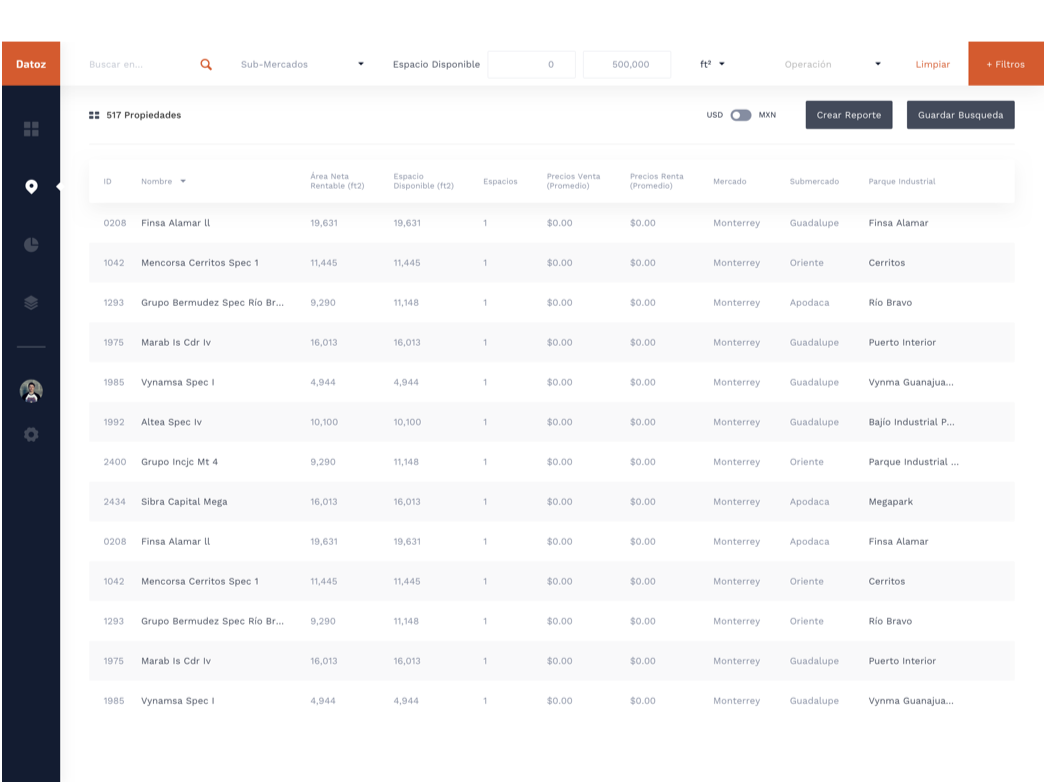 Datoz Buscar en... Sub-Mercados Espacio Disponible 0 500,000 ft² Operación Limpiar + Filtros
517 Propiedades USD MXN Crear Reporte Guardar Busqueda
ID Nombre Área Neta Rentable (ft2) Espacio Disponible (ft2) Espacios Precios Venta (Promedio) Precios Renta (Promedio) Mercado Submercado Parque Industrial
0208 Finsa Alamar ll 19,631 19,631 1 $0.00 $0.00 Monterrey Guadalupe Finsa Alamar
1042 Mencorsa Cerritos Spec 1 11,445 11,445 1 $0.00 $0.00 Monterrey Oriente Cerritos
1293 Grupo Bermudez Spec Río Br... 9,290 11,148 1 $0.00 $0.00 Monterrey Apodaca Río Bravo
1975 Marab Is Cdr Iv 16,013 16,013 1 $0.00 $0.00 Monterrey Guadalupe Puerto Interior
1985 Vynamsa Spec I 4,944 4,944 1 $0.00 $0.00 Monterrey Guadalupe Vynma Guanajua...
1992 Altea Spec Iv 10,100 10,100 1 $0.00 $0.00 Monterrey Guadalupe Bajío Industrial P...
2400 Grupo Incjc Mt 4 9,290 11,148 1 $0.00 $0.00 Monterrey Oriente Parque Industrial ...
2434 Sibra Capital Mega 16,013 16,013 1 $0.00 $0.00 Monterrey Apodaca Megapark
0208 Finsa Alamar ll 19,631 19,631 1 $0.00 $0.00 Monterrey Apodaca Finsa Alamar
1042 Mencorsa Cerritos Spec 1 11,445 11,445 1 $0.00 $0.00 Monterrey Oriente Cerritos
1293 Grupo Bermudez Spec Río Br... 9,290 11,148 1 $0.00 $0.00 Monterrey Oriente Río Bravo
1975 Marab Is Cdr Iv 16,013 16,013 1 $0.00 $0.00 Monterrey Guadalupe Puerto Interior
1985 Vynamsa Spec I 4,944 4,944 1 $0.00 $0.00 Monterrey Guadalupe Vynma Guanajua...